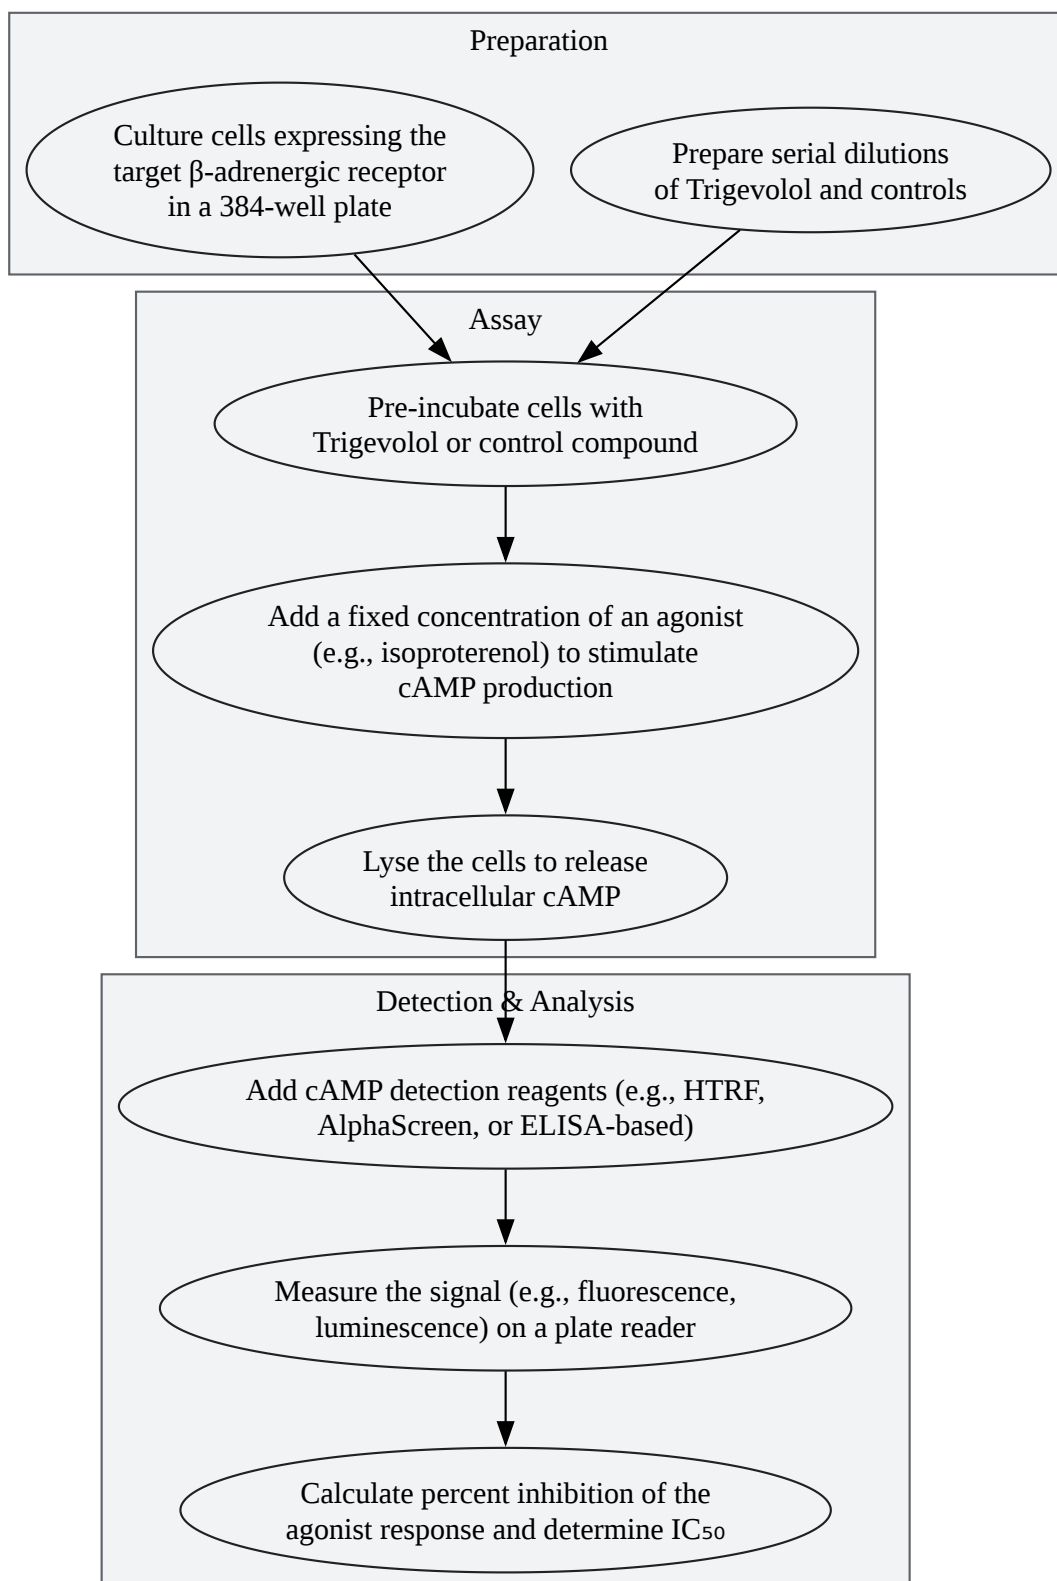 Preparation
Culture cells expressing the
target β-adrenergic receptor
in a 384-well plate
Prepare serial dilutions
of Trigevolol and controls
Assay
Pre-incubate cells with
Trigevolol or control compound
Add a fixed concentration of an agonist
(e.g., isoproterenol) to stimulate
cAMP production
Lyse the cells to release
intracellular cAMP
Detection & Analysis
Add cAMP detection reagents (e.g., HTRF,
AlphaScreen, or ELISA-based)
Measure the signal (e.g., fluorescence,
luminescence) on a plate reader
Calculate percent inhibition of the
agonist response and determine IC₅₀